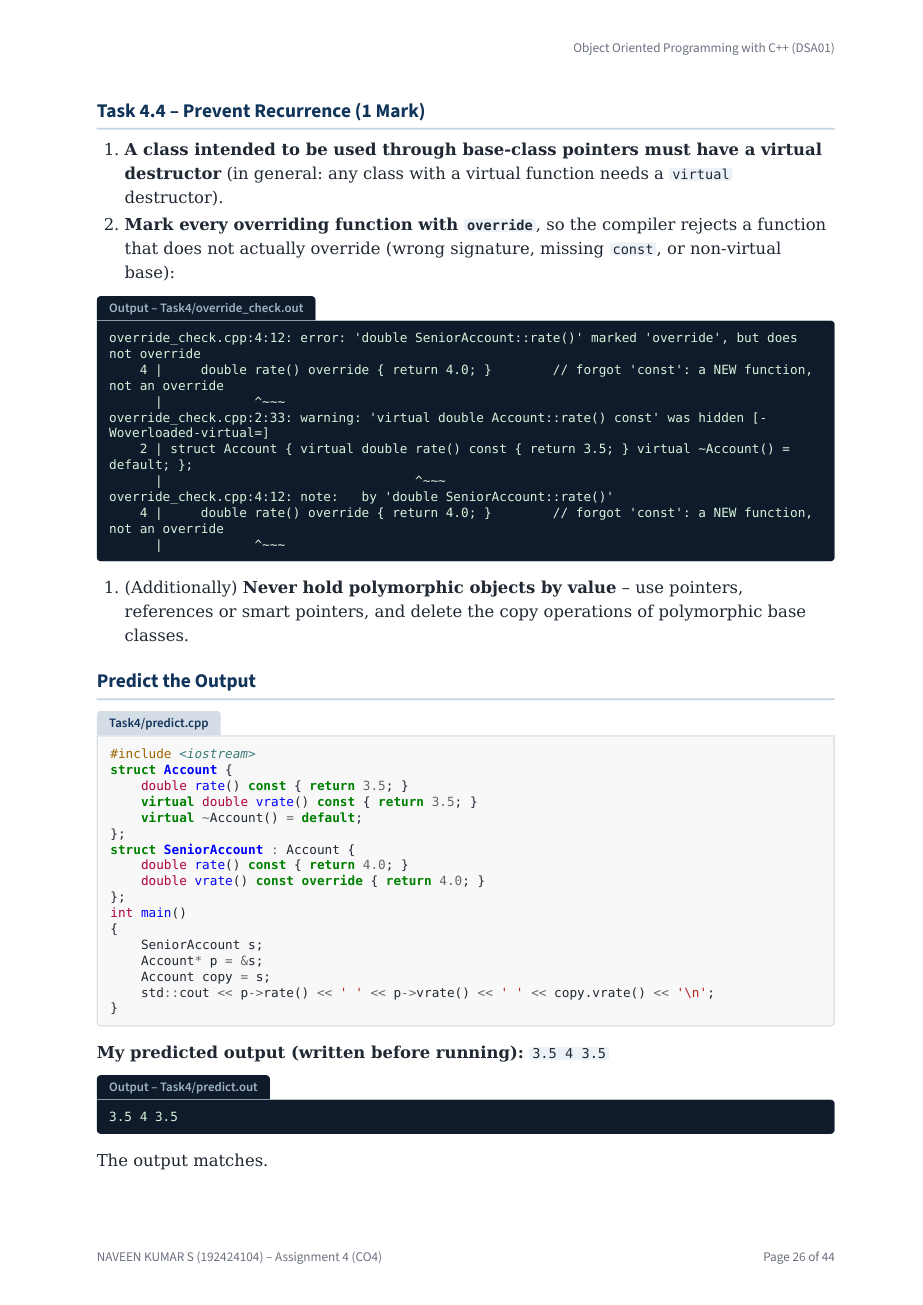 Object Oriented Programming with C++ (DSA01)
Task 4.4 – Prevent Recurrence (1 Mark)
1. A class intended to be used through base-class pointers must have a virtual
destructor (in general: any class with a virtual function needs a virtual
destructor).
2. Mark every overriding function with override, so the compiler rejects a function
that does not actually override (wrong signature, missing const, or non-virtual
base):
Output – Task4/override_check.out
override_check.cpp:4:12: error: 'double SeniorAccount::rate()' marked 'override', but does
not override
    4 |     double rate() override { return 4.0; }        // forgot 'const': a NEW function,
not an override
      |            ^~~~
override_check.cpp:2:33: warning: 'virtual double Account::rate() const' was hidden [-
Woverloaded-virtual=]
    2 | struct Account { virtual double rate() const { return 3.5; } virtual ~Account() =
default; };
      |                                 ^~~~
override_check.cpp:4:12: note:   by 'double SeniorAccount::rate()'
    4 |     double rate() override { return 4.0; }        // forgot 'const': a NEW function,
not an override
      |            ^~~~
1. (Additionally) Never hold polymorphic objects by value – use pointers,
references or smart pointers, and delete the copy operations of polymorphic base
classes.
Predict the Output
Task4/predict.cpp
#include <iostream>
struct Account {
    double rate() const { return 3.5; }
    virtual double vrate() const { return 3.5; }
    virtual ~Account() = default;
};
struct SeniorAccount : Account {
    double rate() const { return 4.0; }
    double vrate() const override { return 4.0; }
};
int main()
{
    SeniorAccount s;
    Account* p = &s;
    Account copy = s;
    std::cout << p->rate() << ' ' << p->vrate() << ' ' << copy.vrate() << '\n';
}
My predicted output (written before running): 3.5 4 3.5
Output – Task4/predict.out
3.5 4 3.5
The output matches.
NAVEEN KUMAR S (192424104) – Assignment 4 (CO4)
Page 26 of 44